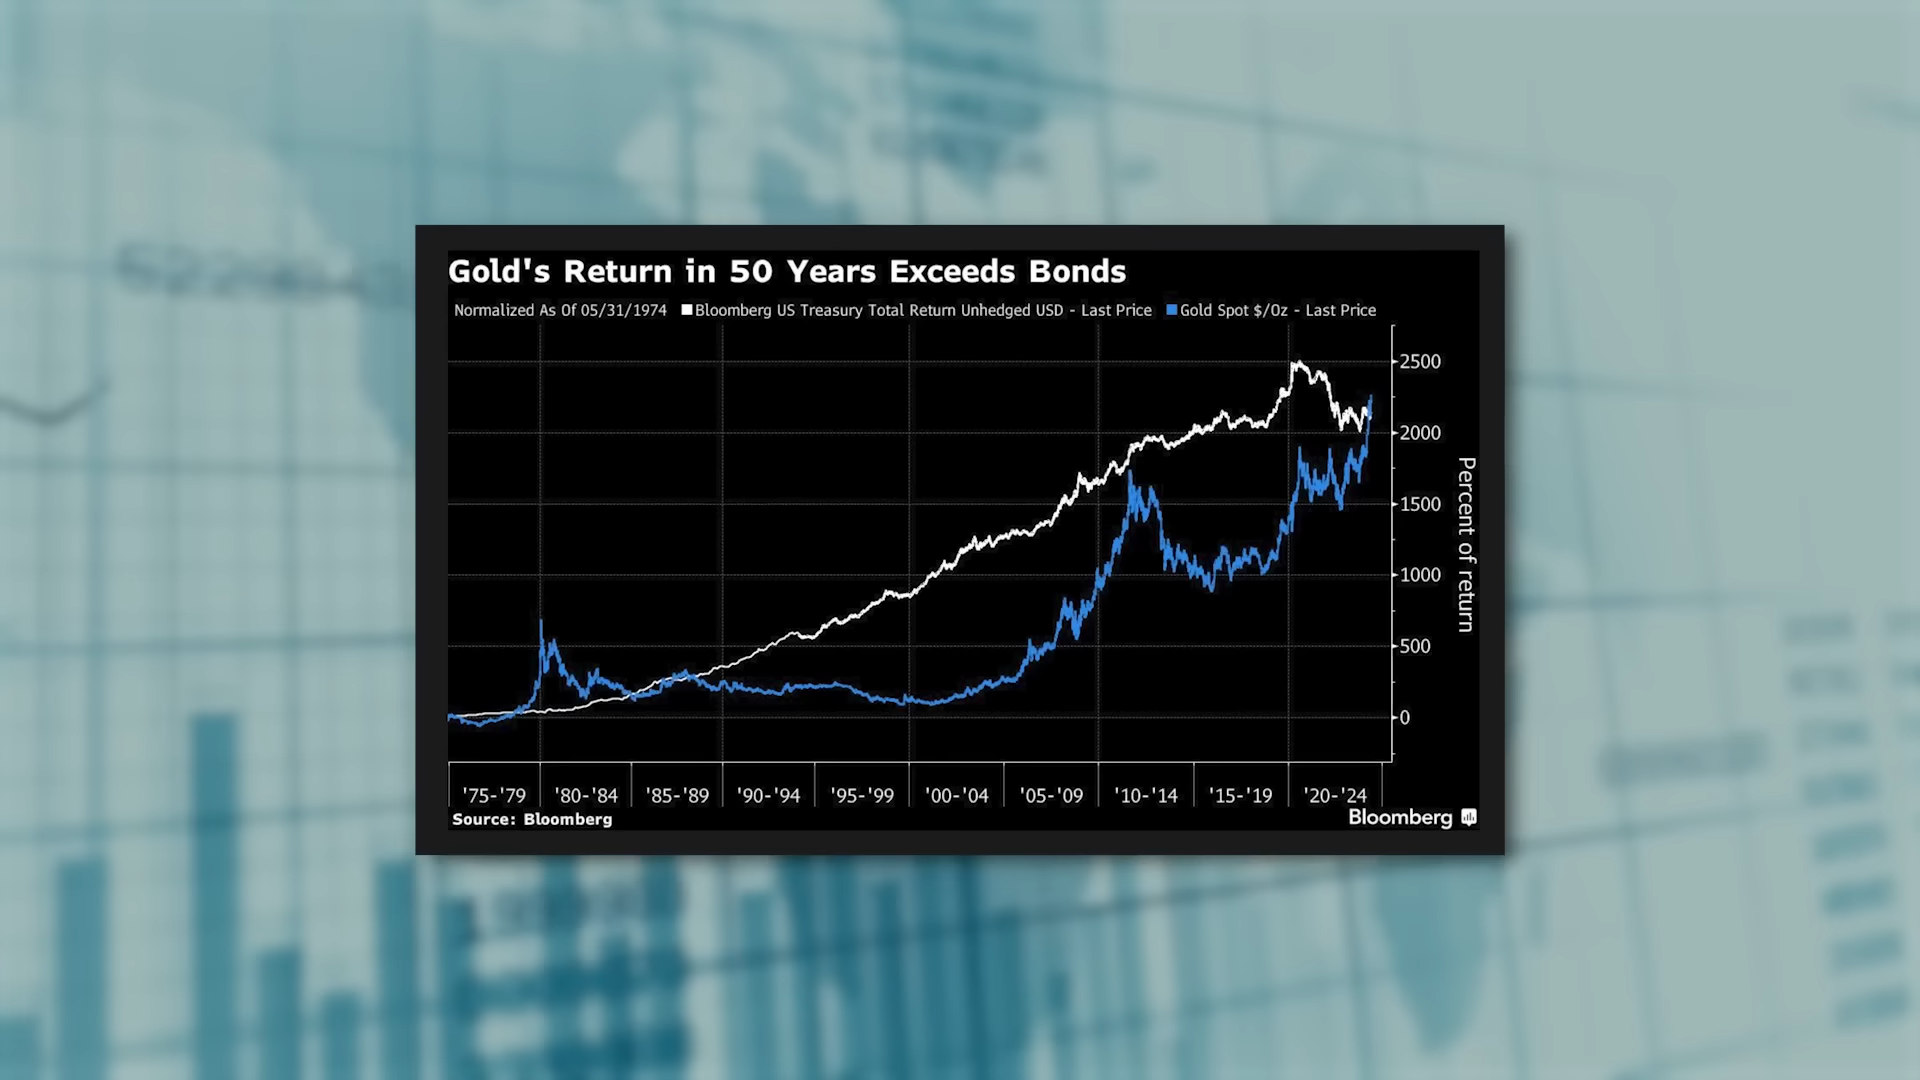 Gold's Return in 50 Years Exceeds Bonds
Normalized As Of 05/31/1974 Bloomberg US Treasury Total Return Unhedged USD - Last Price Gold Spot $/Oz - Last Price
2500
2000
1500
1000
500
0
Percent of return
'75-'79 '80-'84 '85-'89 '90-'94 '95-'99 '00-'04 '05-'09 '10-'14 '15-'19 '20-'24
Source: Bloomberg
Bloomberg